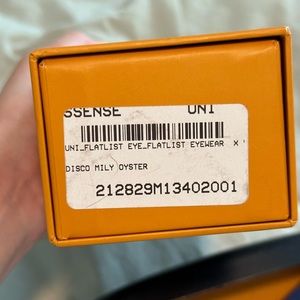 SSENSE UNI
UNI_FLATLIST EYE_FLATLIST EYEWEAR x
DISCO MILY OYSTER
212829M13402001